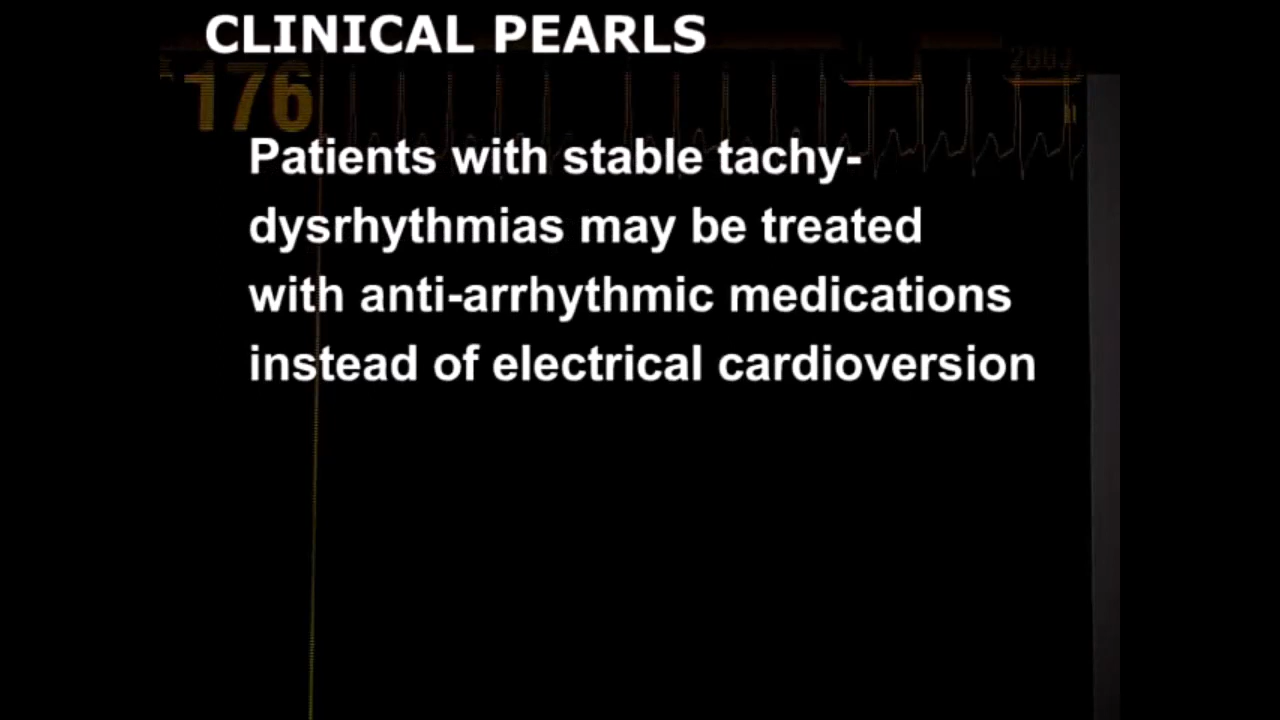 CLINICAL PEARLS
176
Patients with stable tachy-
dysrhythmias may be treated
with anti-arrhythmic medications
instead of electrical cardioversion